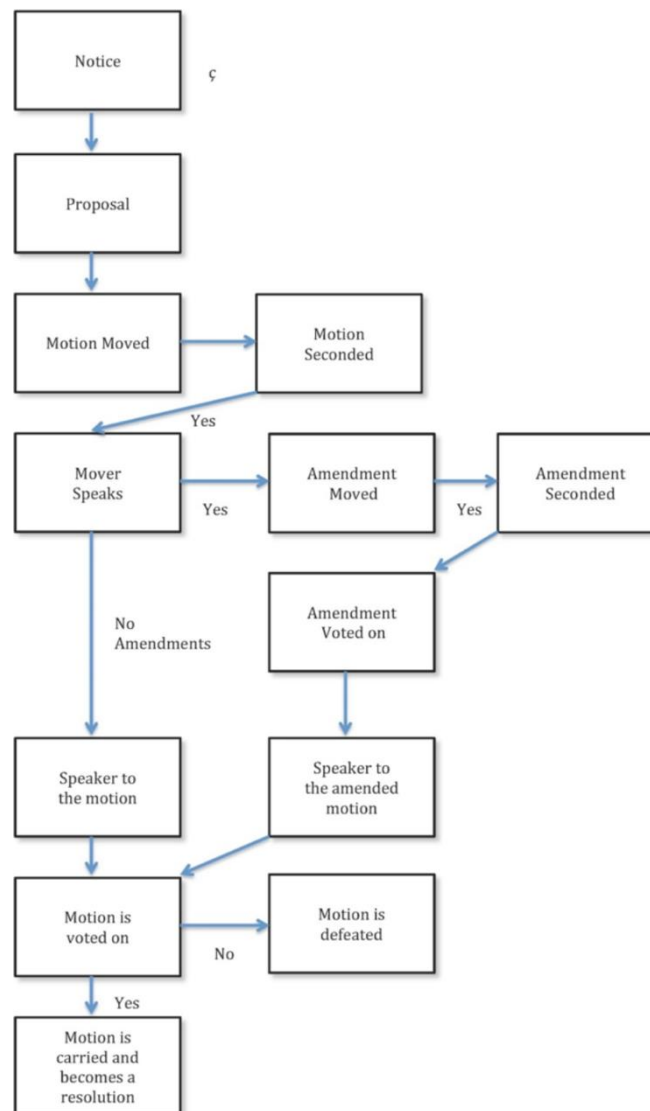 Notice
ç
Proposal
Motion Moved
Motion
Seconded
Yes
Mover
Speaks
Yes
Amendment
Moved
Yes
Amendment
Seconded
Amendment
Voted on
No
Amendments
Speaker to
the motion
Speaker to
the amended
motion
Motion is
voted on
No
Motion is
defeated
Yes
Motion is
carried and
becomes a
resolution